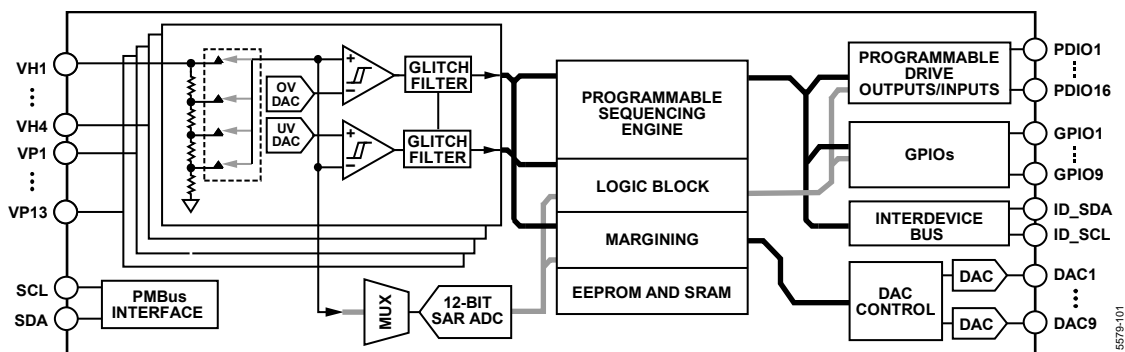 VH1
VH4
VP1
VP13
SCL
SDA
PMBus
INTERFACE
OV
DAC
UV
DAC
+
–
+
–
GLITCH
FILTER
GLITCH
FILTER
MUX
12-BIT
SAR ADC
PROGRAMMABLE
SEQUENCING
ENGINE
LOGIC BLOCK
MARGINING
EEPROM AND SRAM
PROGRAMMABLE
DRIVE
OUTPUTS/INPUTS
GPIOs
INTERDEVICE
BUS
DAC
CONTROL
DAC
DAC
PDIO1
PDIO16
GPIO1
GPIO9
ID_SDA
ID_SCL
DAC1
DAC9
5579-101